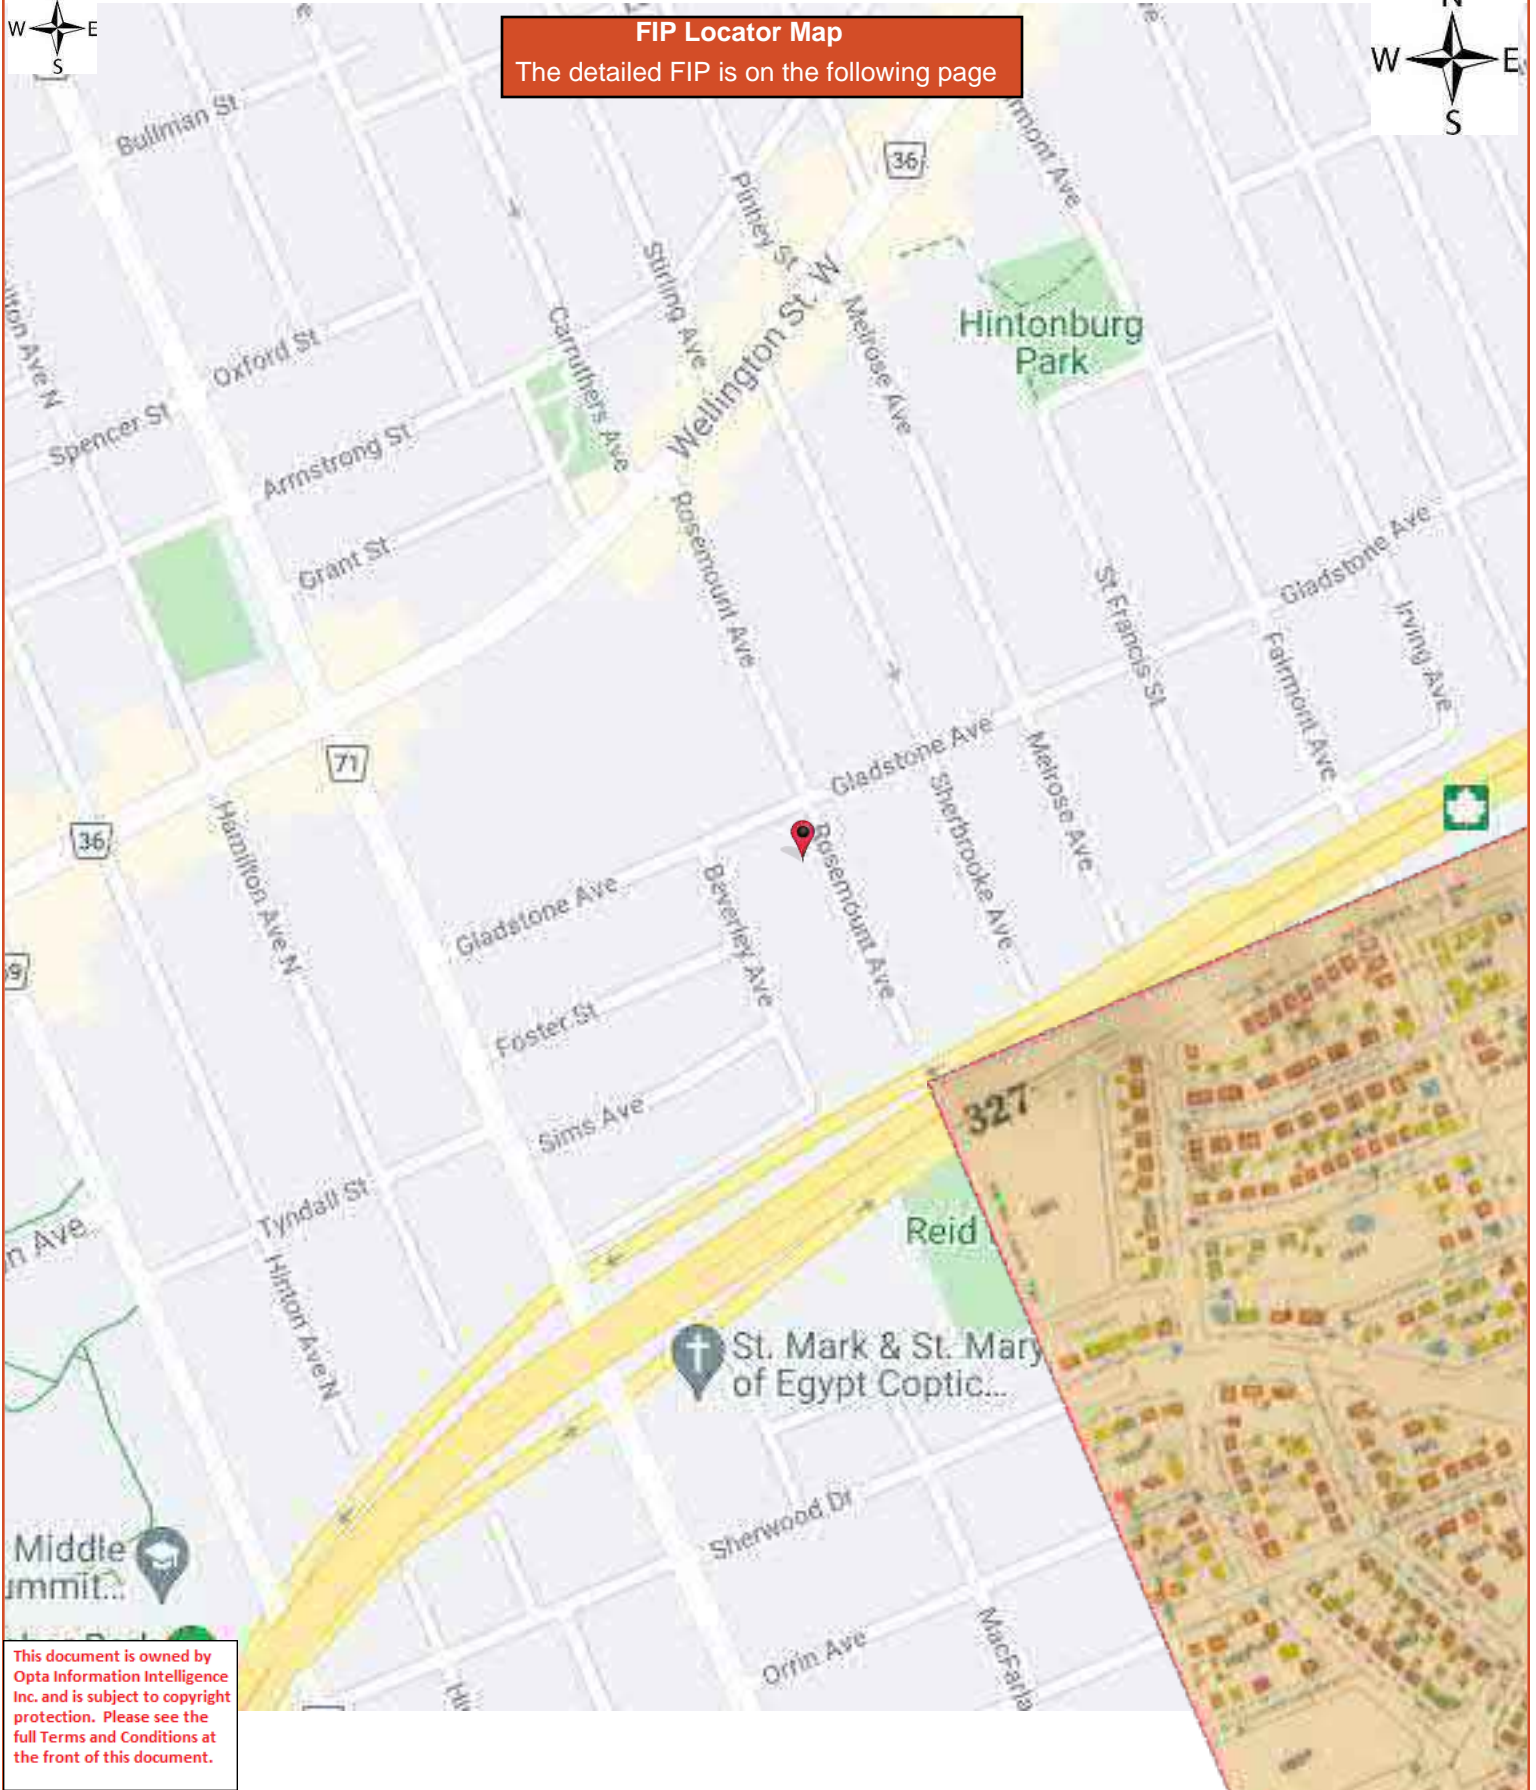 W E
S
FIP Locator Map
The detailed FIP is on the following page
N
W E
S
Bullman St
36
Pinhey St
Stirling Ave
Wellington St. W
Melrose Ave
Hintonburg
Park
Carruthers Ave
Oxford St
Spencer St
Armstrong St
Grant St
Rosemount Ave
Gladstone Ave
St Francis St
Fairmont Ave
Irving Ave
71
36
Gladstone Ave
Melrose Ave
Sherbrooke Ave
Rosemount Ave
Hamilton Ave N
Gladstone Ave
Beverley Ave
Foster St
Sims Ave
327
Tyndall St
Hinton Ave N
Reid
St. Mark & St. Mary
of Egypt Coptic...
Sherwood Dr
Middle
Orrin Ave
This document is owned by
Opta Information Intelligence
Inc. and is subject to copyright
protection. Please see the
full Terms and Conditions at
the front of this document.